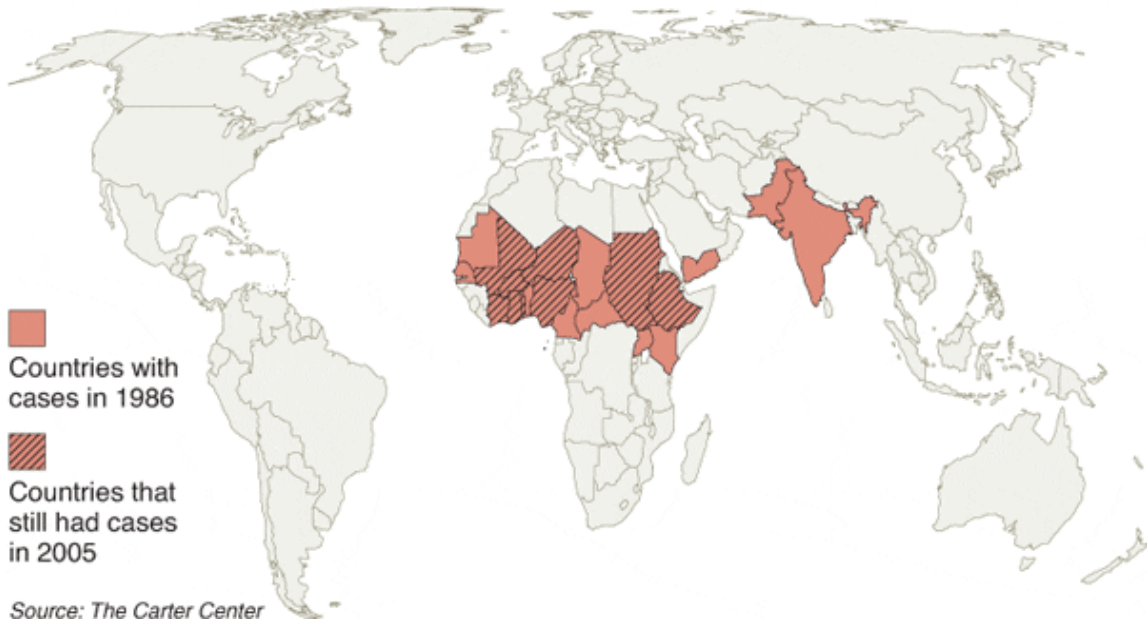 Countries with
cases in 1986
Countries that
still had cases
in 2005
Source: The Carter Center